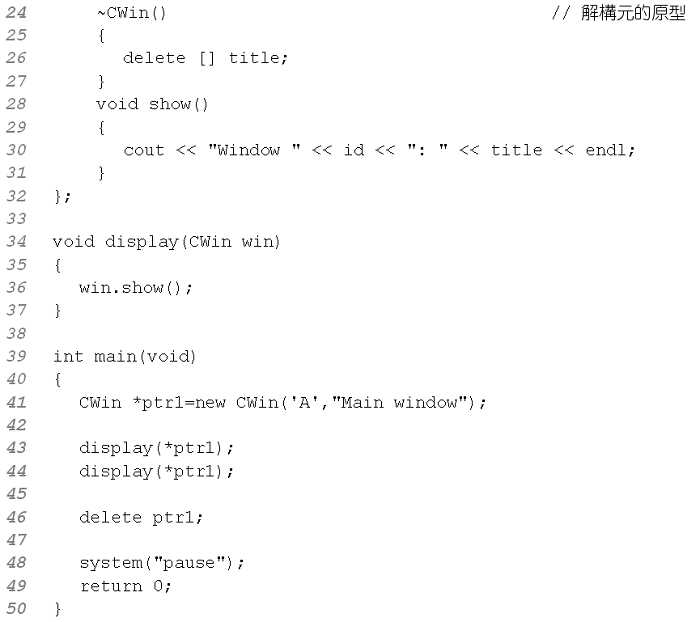 24 ~CWin() // 解構元的原型
25 {
26 delete [] title;
27 }
28 void show()
29 {
30 cout << "Window " << id << ": " << title << endl;
31 }
32 };
33
34 void display(CWin win)
35 {
36 win.show();
37 }
38
39 int main(void)
40 {
41 CWin *ptr1=new CWin('A',"Main window");
42
43 display(*ptr1);
44 display(*ptr1);
45
46 delete ptr1;
47
48 system("pause");
49 return 0;
50 }